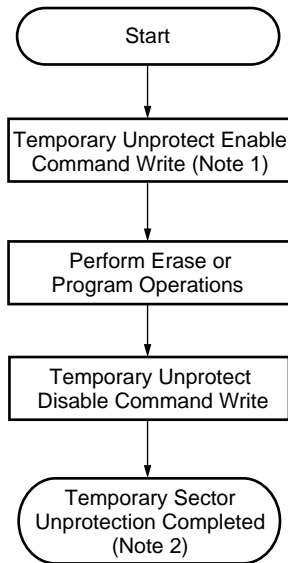 Start
Temporary Unprotect Enable
Command Write (Note 1)
Perform Erase or
Program Operations
Temporary Unprotect
Disable Command Write
Temporary Sector
Unprotection Completed
(Note 2)